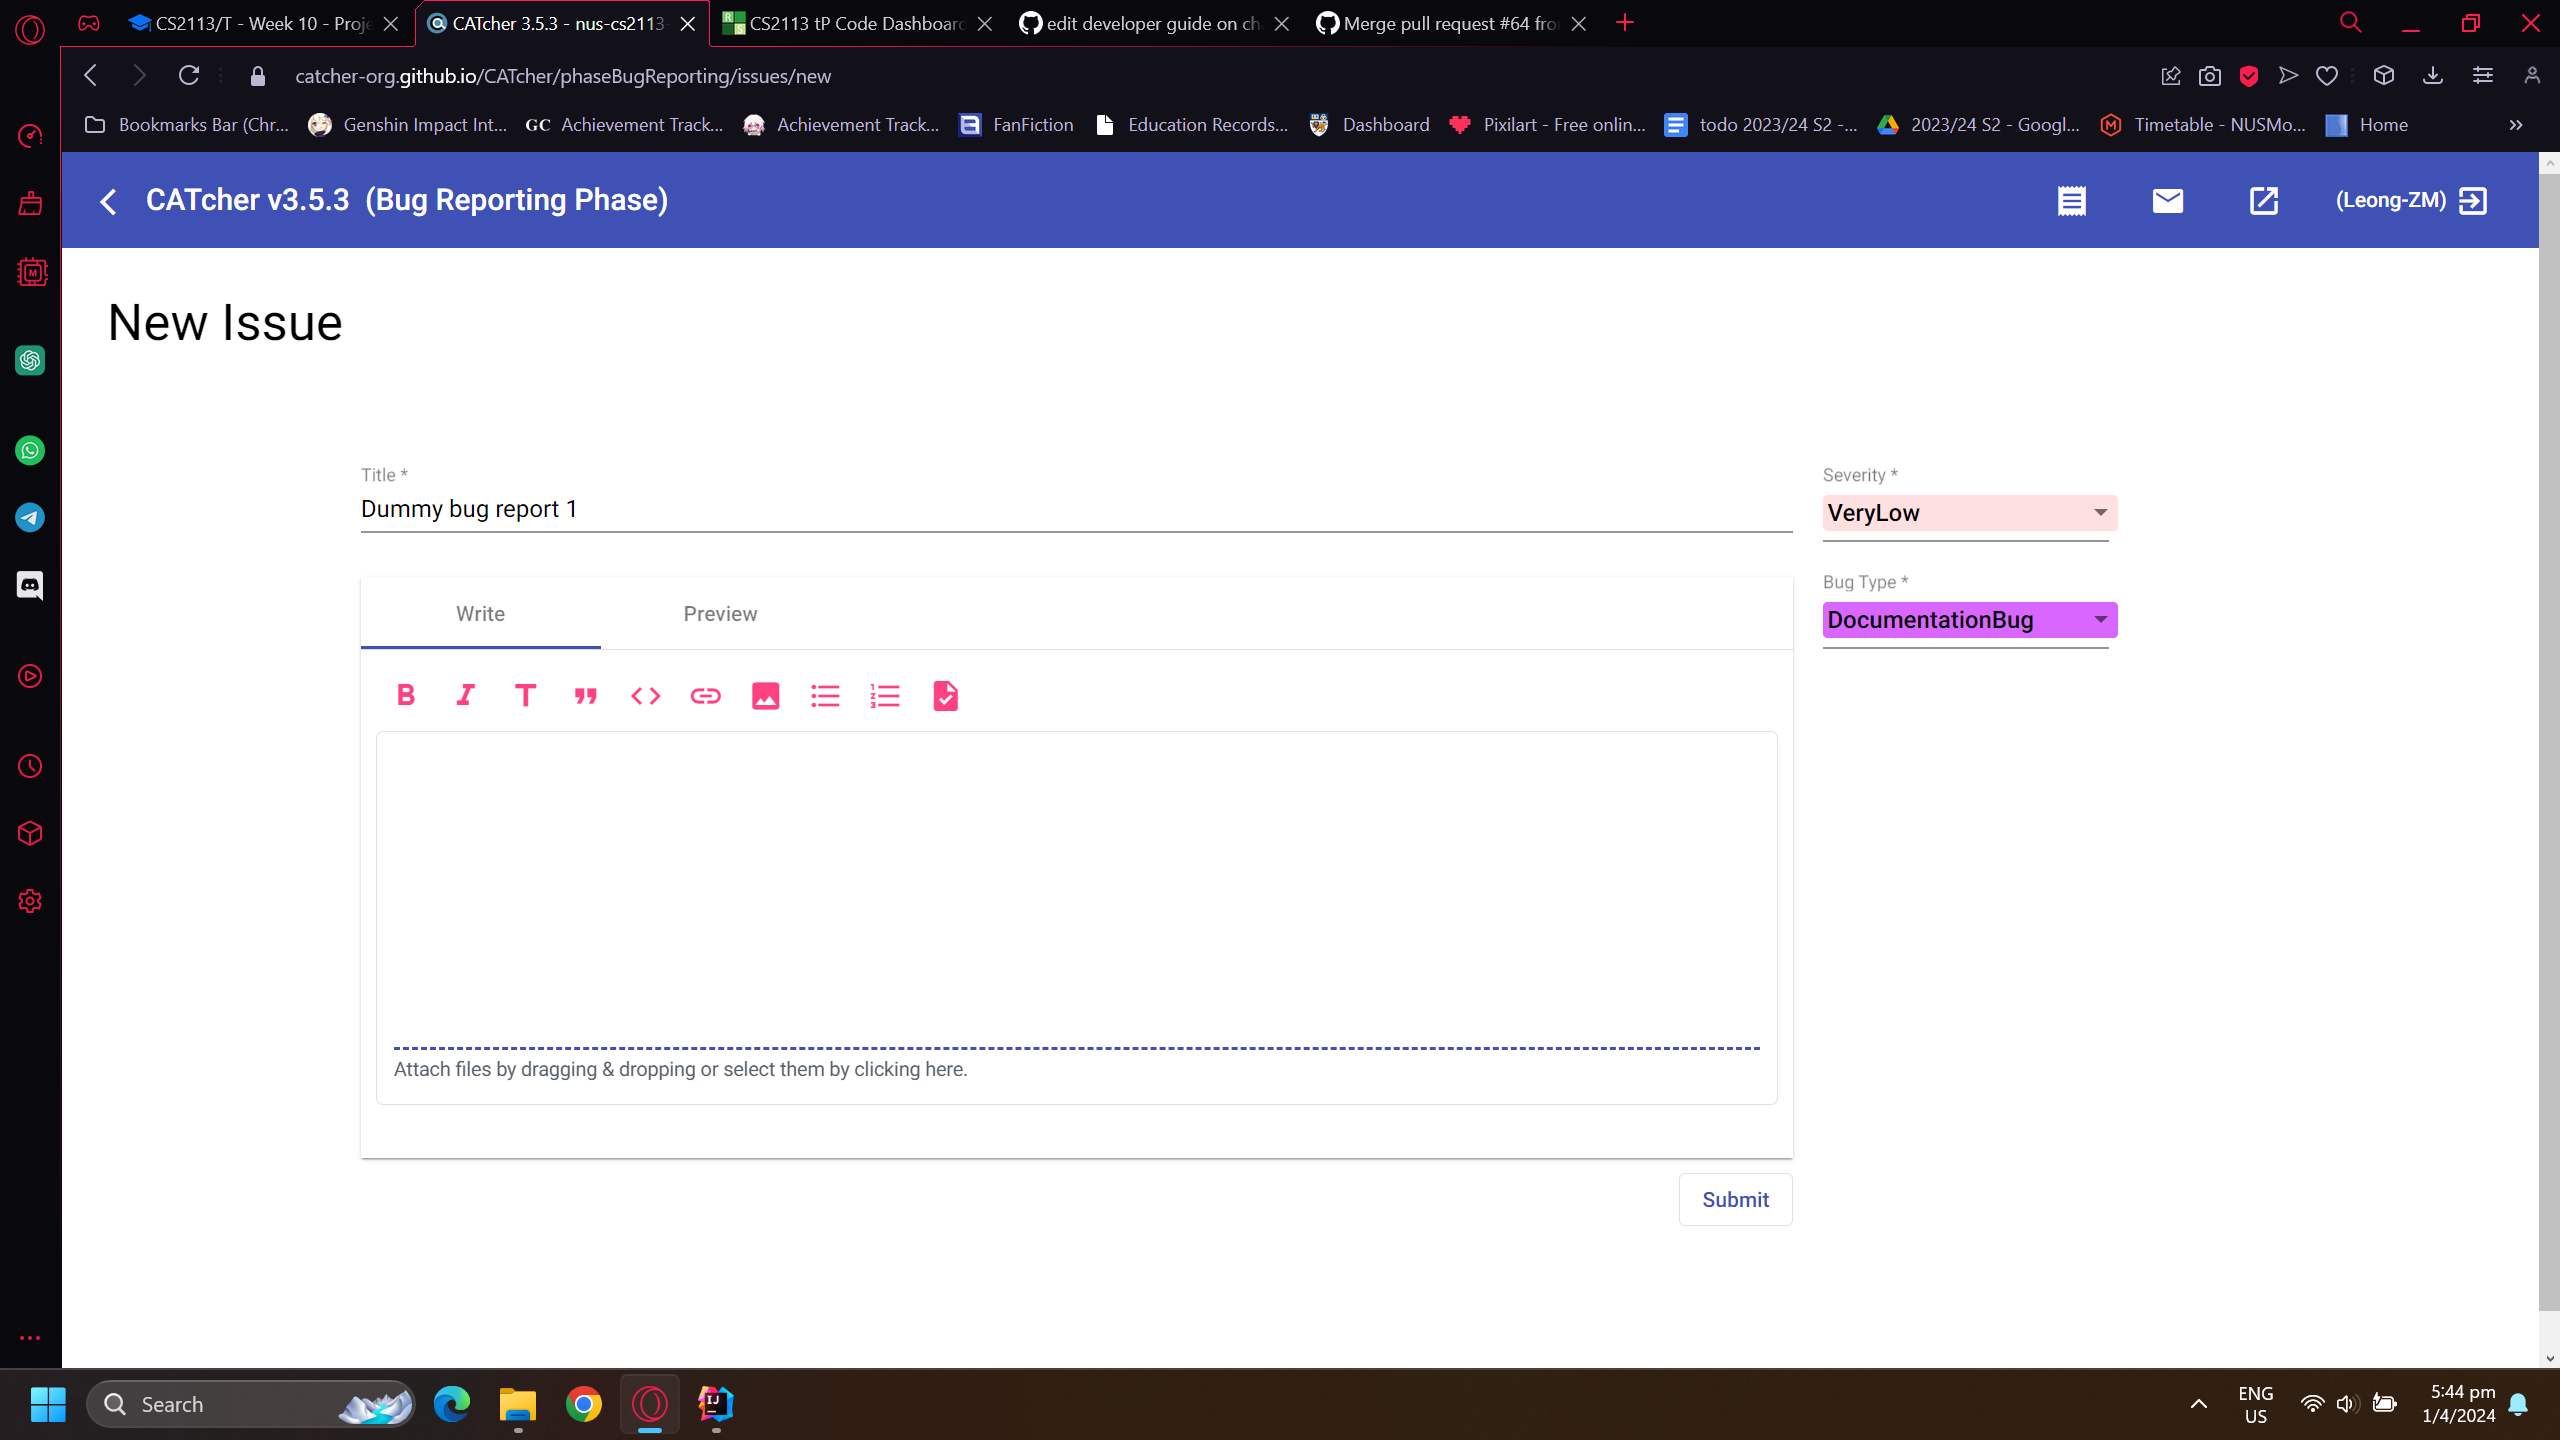 CS2113/T - Week 10 - Proje
CATcher 3.5.3 - nus-cs2113-
CS2113 tP Code Dashboard
edit developer guide on ch
Merge pull request #64 fro
catcher-org.github.io/CATcher/phaseBugReporting/issues/new
Bookmarks Bar (Chr...
Genshin Impact Int...
GC Achievement Track...
Achievement Track...
FanFiction
Education Records...
Dashboard
Pixilart - Free onlin...
todo 2023/24 S2 -...
2023/24 S2 - Googl...
Timetable - NUSMo...
Home
CATcher v3.5.3 (Bug Reporting Phase)
(Leong-ZM)
New Issue
Title *
Dummy bug report 1
Severity *
VeryLow
Bug Type *
DocumentationBug
Write
Preview
Attach files by dragging & dropping or select them by clicking here.
Submit
Search
ENG
US
5:44 pm
1/4/2024